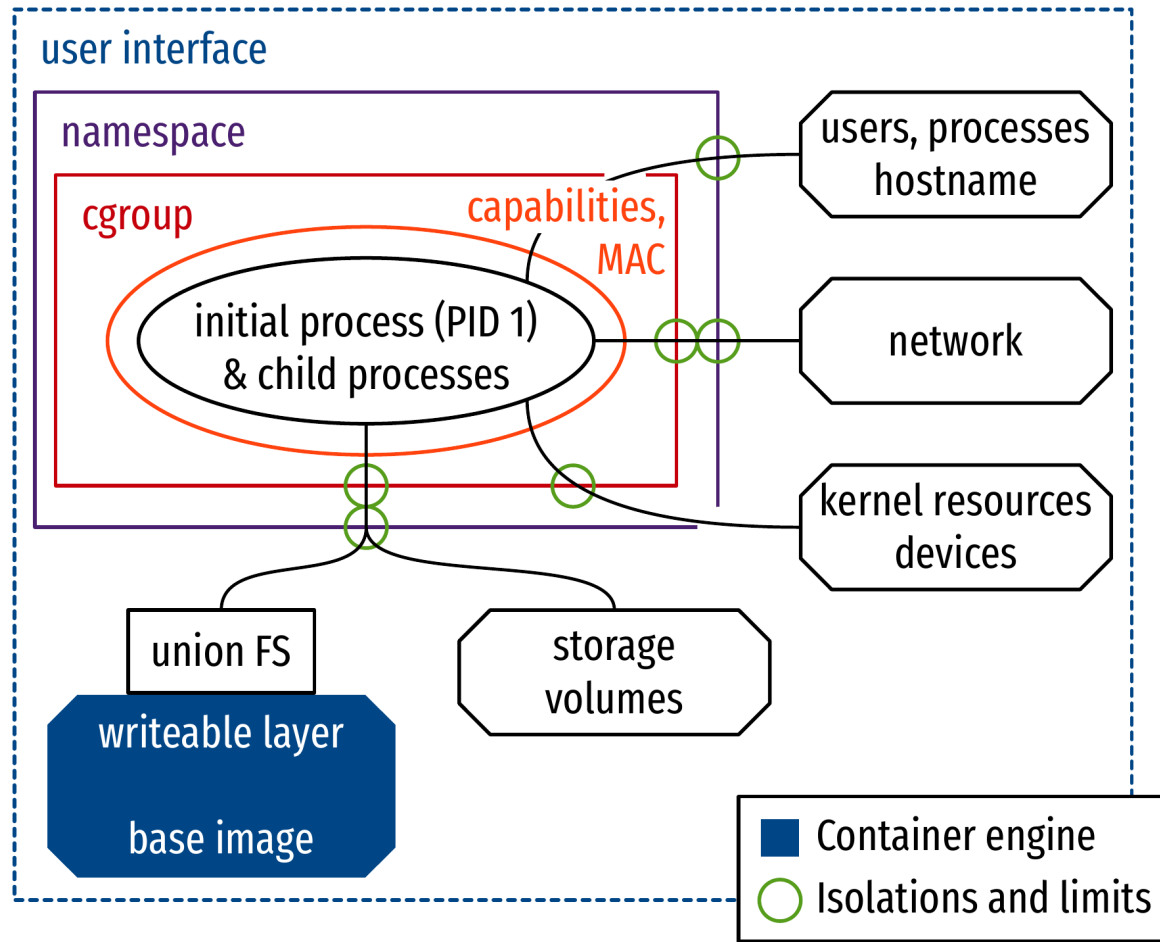 user interface
namespace
users, processes
hostname
cgroup
capabilities,
MAC
initial process (PID 1)
& child processes
network
kernel resources
devices
union FS
storage
volumes
writeable layer
base image
Container engine
Isolations and limits